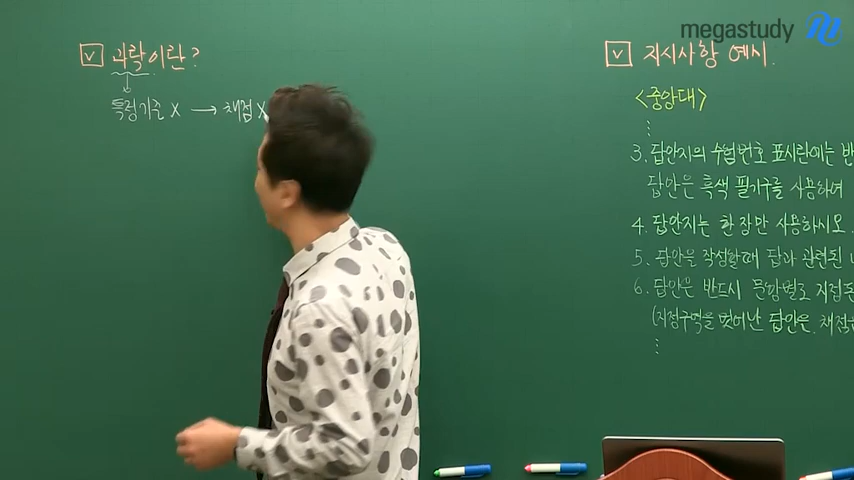 megastudy
v 과락이란?
특정기준 X → 채점 X
v 지시사항 예시.
<중앙대>
⋮
3. 답안지의 수험번호 표시란에는 반
답안은 흑색 필기구를 사용하여
4. 답안지는 한 장만 사용하시오.
5. 답안을 작성할 때 답과 관련된 내
6. 답안은 반드시 문항별로 지정된
(지정구역을 벗어난 답안은 채점
⋮